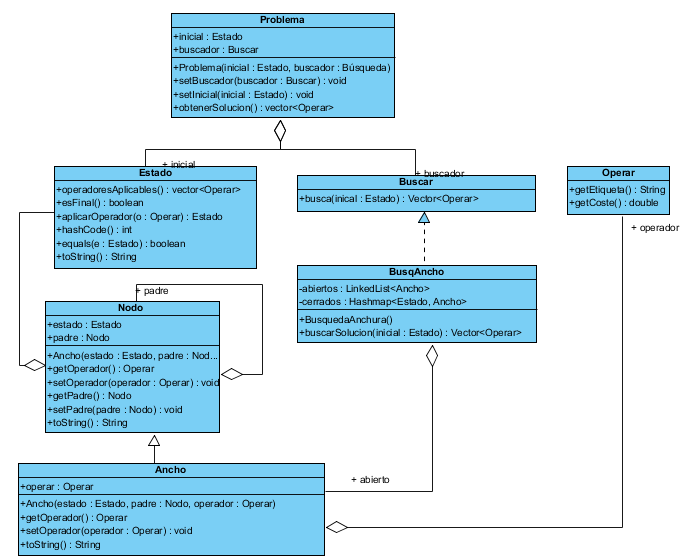 Problema
+inicial : Estado
+buscador : Buscar
+Problema(inicial : Estado, buscador : Búsqueda)
+setBuscador(buscador : Buscar) : void
+setInicial(inicial : Estado) : void
+obtenerSolucion() : vector<Operar>
+ inicial
+ buscador
Estado
+operadoresAplicables() : vector<Operar>
+esFinal() : boolean
+aplicarOperador(o : Operar) : Estado
+hashCode() : int
+equals(e : Estado) : boolean
+toString() : String
Buscar
+busca(inical : Estado) : Vector<Operar>
Operar
+getEtiqueta() : String
+getCoste() : double
+ operador
BusqAncho
-abiertos : LinkedList<Ancho>
-cerrados : Hashmap<Estado, Ancho>
+BusquedaAnchura()
+buscarSolucion(inicial : Estado) : Vector<Operar>
+ padre
Nodo
+estado : Estado
+padre : Nodo
+Ancho(estado : Estado, padre : Nod...
+getOperador() : Operar
+setOperador(operador : Operar) : void
+getPadre() : Nodo
+setPadre(padre : Nodo) : void
+toString() : String
Ancho
+operar : Operar
+Ancho(estado : Estado, padre : Nodo, operador : Operar)
+getOperador() : Operar
+setOperador(operador : Operar) : void
+toString() : String
+ abierto